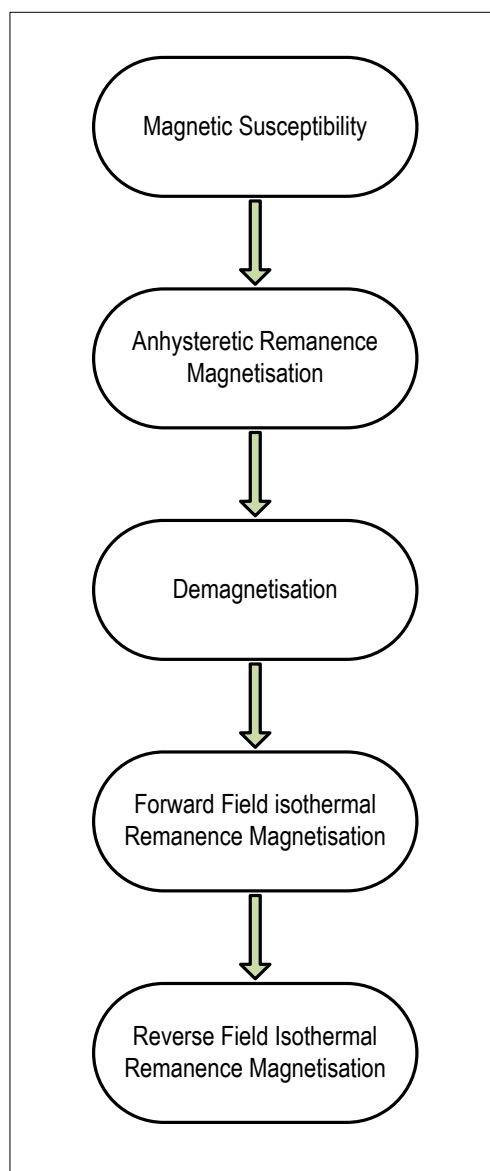 Magnetic Susceptibility
Anhysteretic Remanence
Magnetisation
Demagnetisation
Forward Field isothermal
Remanence Magnetisation
Reverse Field Isothermal
Remanence Magnetisation